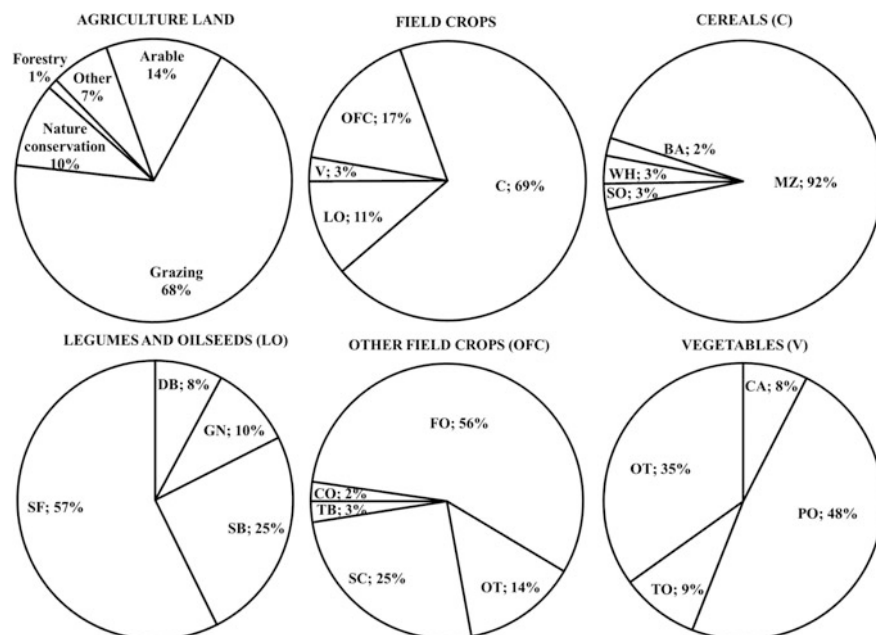 AGRICULTURE LAND
Forestry
1%
Other
7%
Arable
14%
Nature
conservation
10%
Grazing
68%
FIELD CROPS
OFC; 17%
V; 3%
LO; 11%
C; 69%
CEREALS (C)
BA; 2%
WH; 3%
SO; 3%
MZ; 92%
LEGUMES AND OILSEEDS (LO)
DB; 8%
GN; 10%
SF; 57%
SB; 25%
OTHER FIELD CROPS (OFC)
FO; 56%
CO; 2%
TB; 3%
SC; 25%
OT; 14%
VEGETABLES (V)
CA; 8%
OT; 35%
PO; 48%
TO; 9%